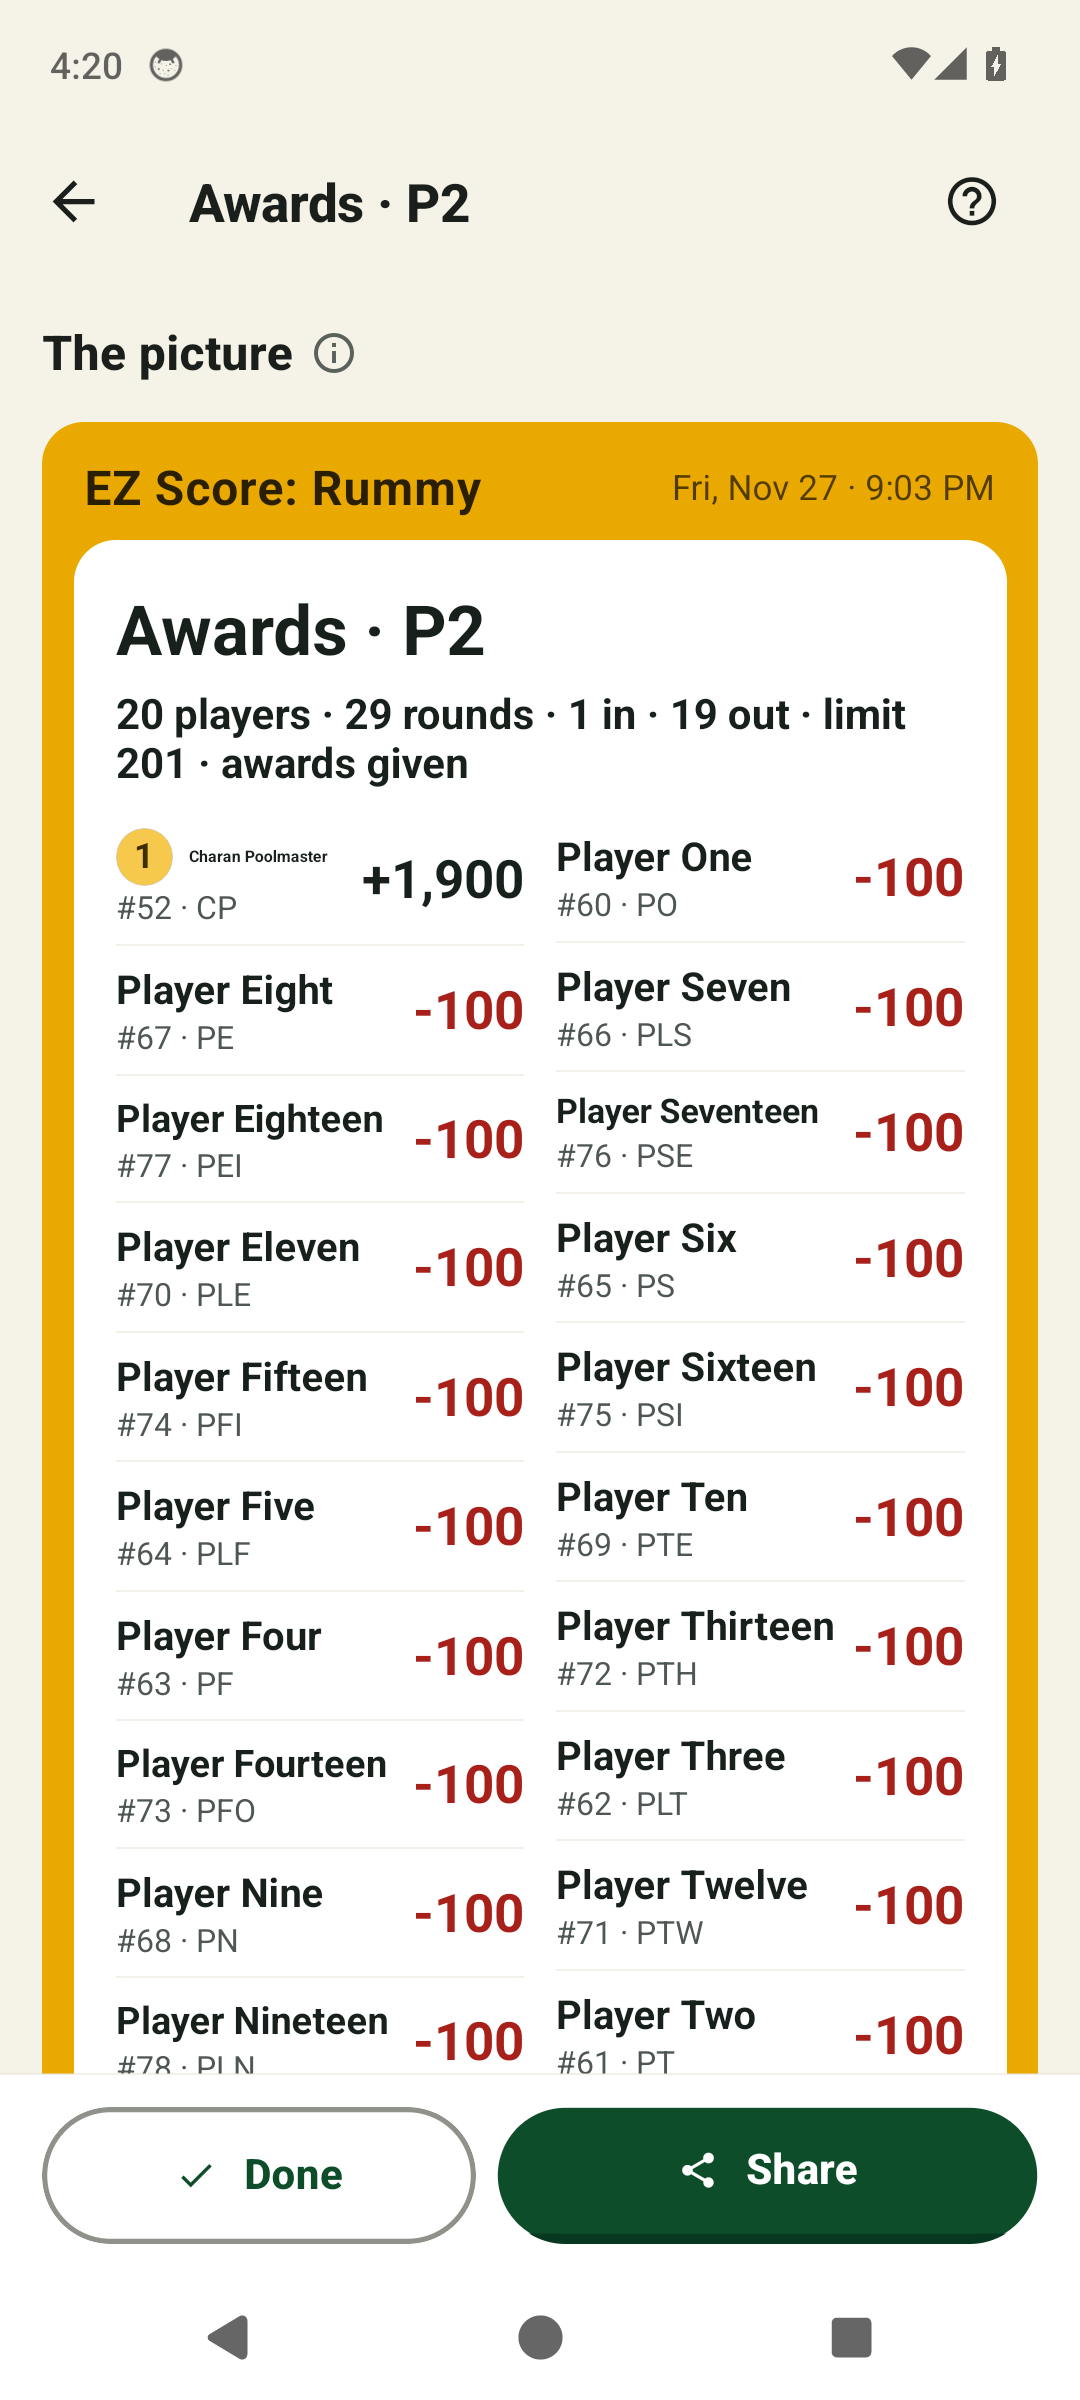 4:20
Awards · P2
The picture
EZ Score: Rummy
Fri, Nov 27 · 9:03 PM
Awards · P2
20 players · 29 rounds · 1 in · 19 out · limit
201 · awards given
1 Charan Poolmaster +1,900
#52 · CP
Player Eight -100
#67 · PE
Player Eighteen -100
#77 · PEI
Player Eleven -100
#70 · PLE
Player Fifteen -100
#74 · PFI
Player Five -100
#64 · PLF
Player Four -100
#63 · PF
Player Fourteen -100
#73 · PFO
Player Nine -100
#68 · PN
Player Nineteen -100
#78 · PLN
Player One -100
#60 · PO
Player Seven -100
#66 · PLS
Player Seventeen -100
#76 · PSE
Player Six -100
#65 · PS
Player Sixteen -100
#75 · PSI
Player Ten -100
#69 · PTE
Player Thirteen -100
#72 · PTH
Player Three -100
#62 · PLT
Player Twelve -100
#71 · PTW
Player Two -100
#61 · PT
Done
Share